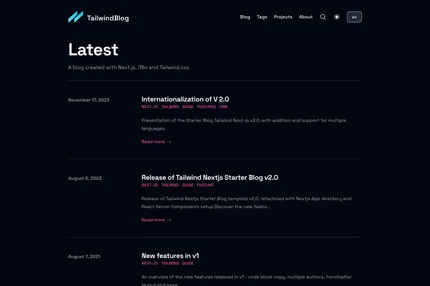 TailwindBlog
Blog Tags Projects About en
Latest
A blog created with Next.js, i18n and Tailwind.css
November 17, 2023
Internationalization of V 2.0
NEXT-JS TAILWIND GUIDE FEATURES I18N
Presentation of the Starter Blog Tailwind Next-js v2.0, with addition and support for multiple
languages.
Read more →
August 5, 2023
Release of Tailwind Nextjs Starter Blog v2.0
NEXT-JS TAILWIND GUIDE FEATURE
Release of Tailwind Nextjs Starter Blog template v2.0, refactored with Nextjs App directory and
React Server Components setup.Discover the new featur...
Read more →
August 7, 2021
New features in v1
NEXT-JS TAILWIND GUIDE
An overview of the new features released in v1 - code block copy, multiple authors, frontmatter
layout and more